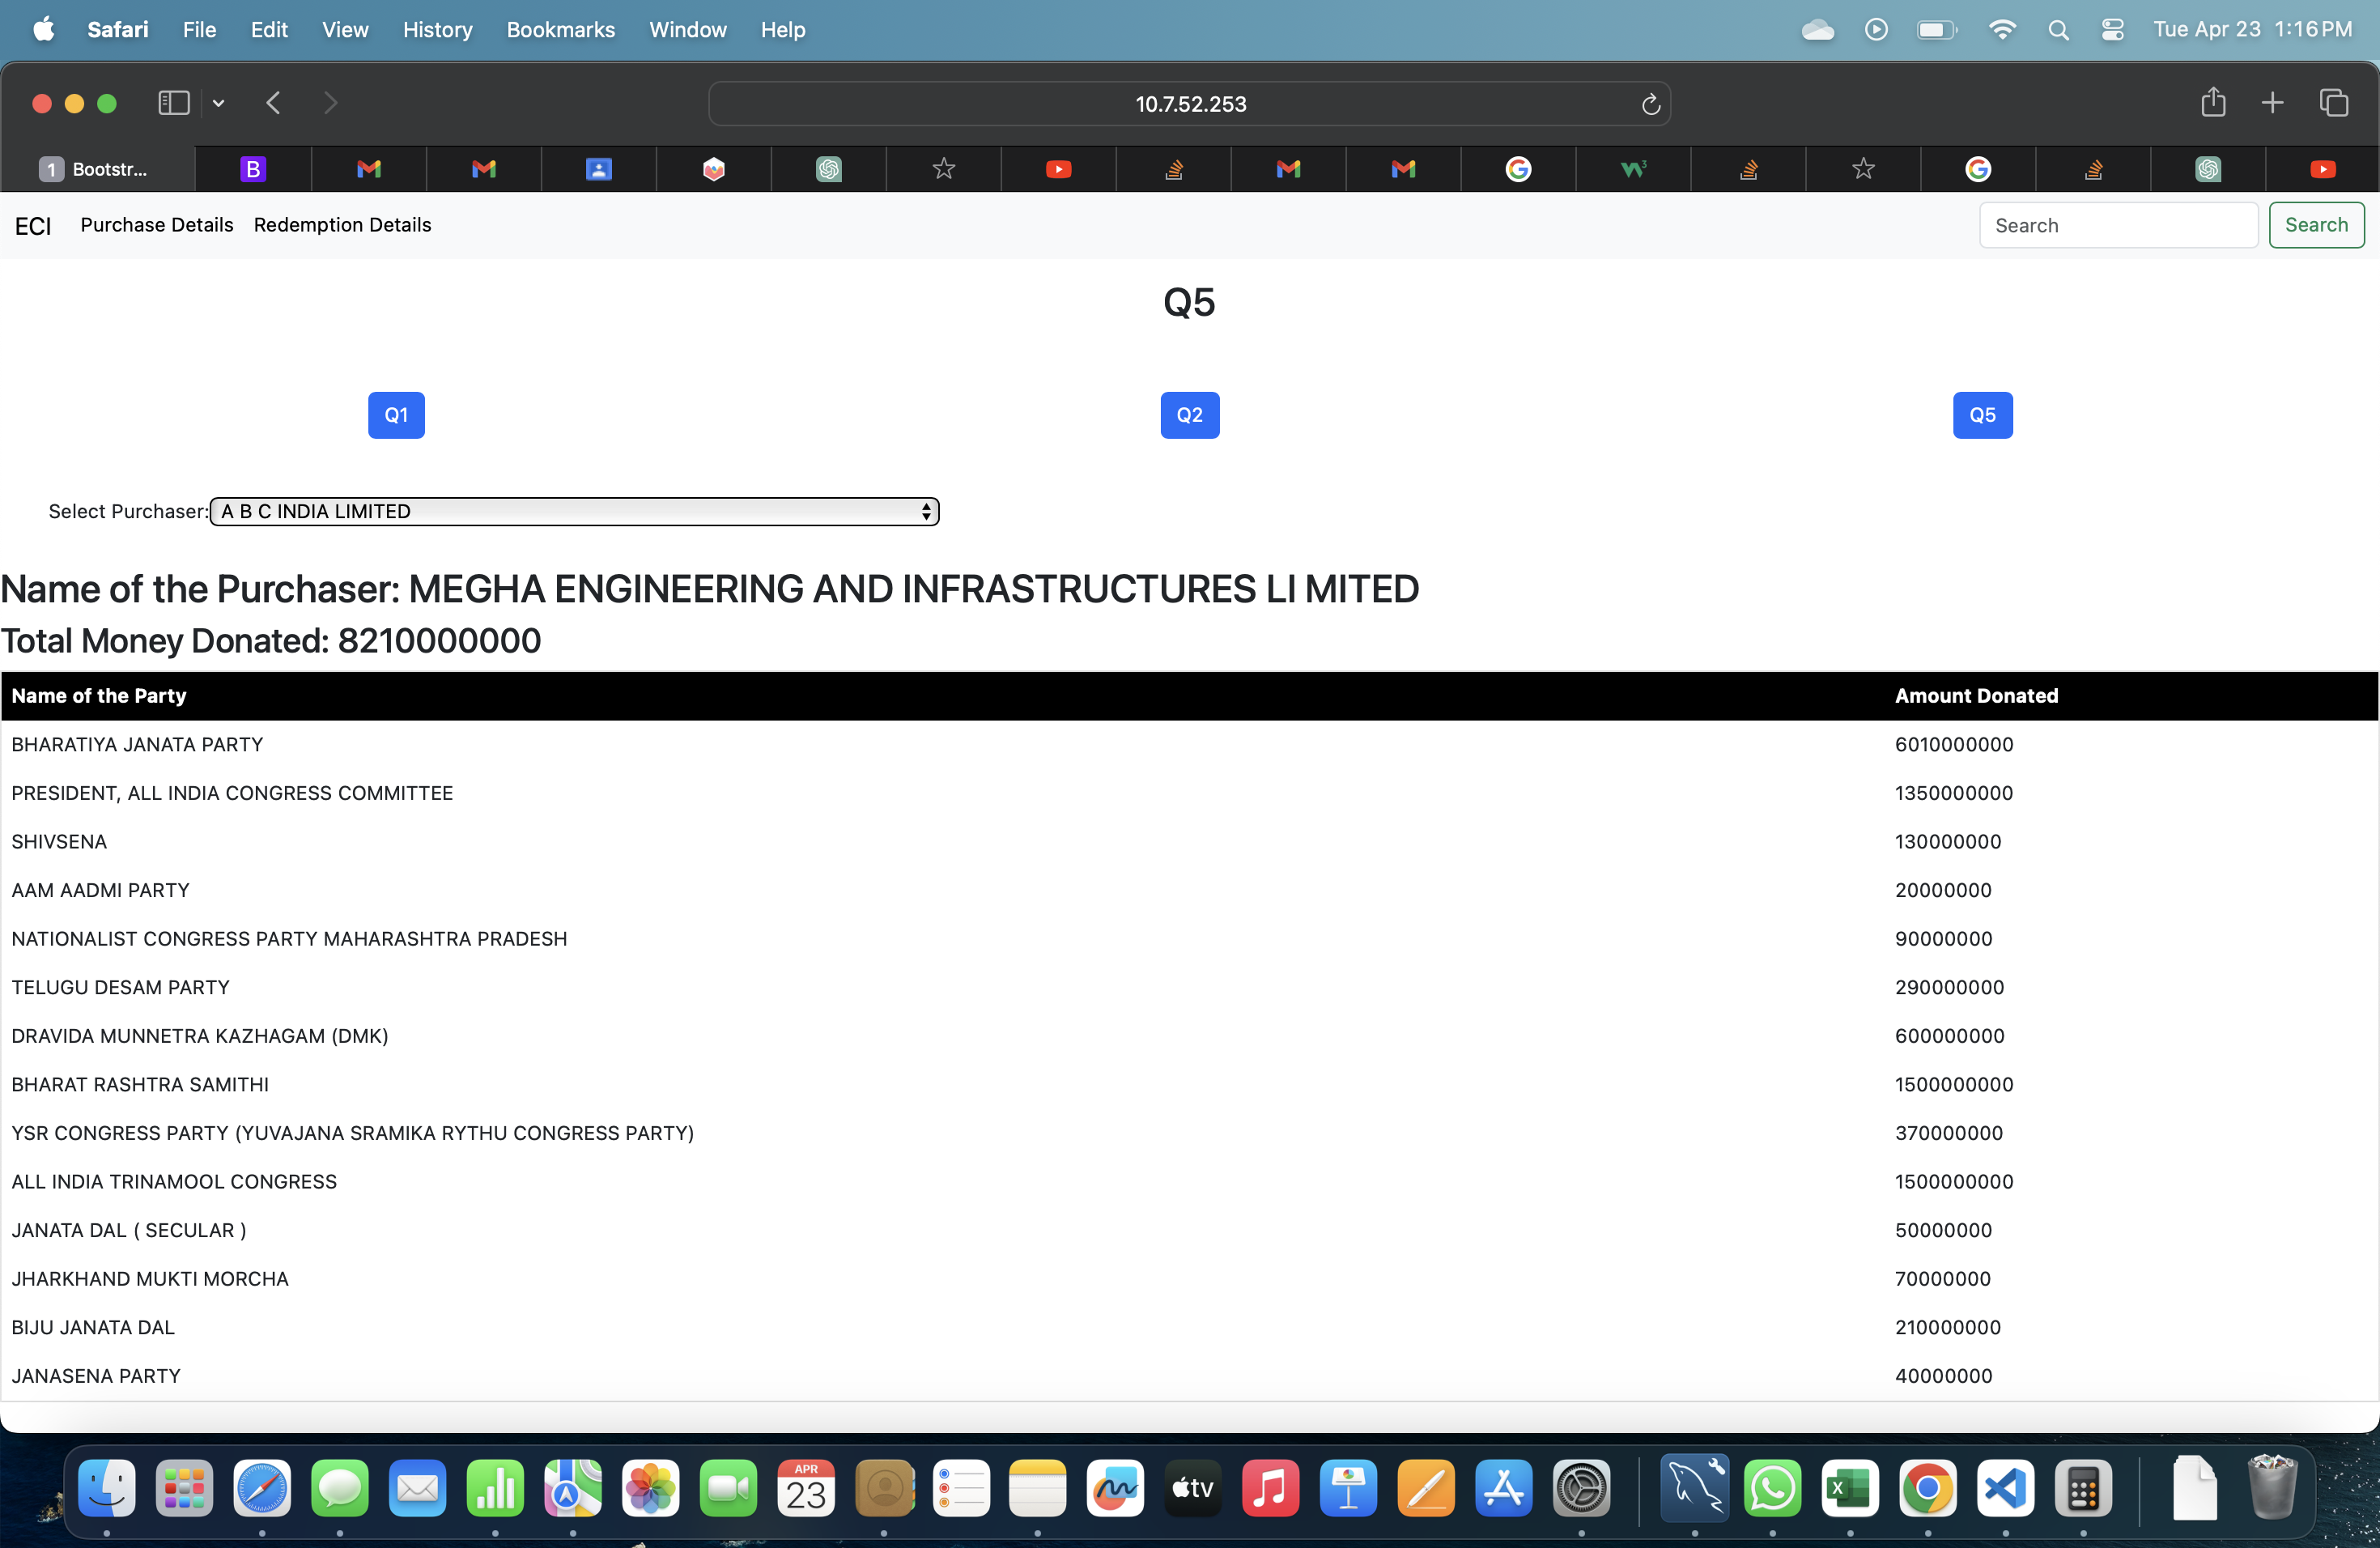 Safari File Edit View History Bookmarks Window Help Tue Apr 23 1:16 PM
10.7.52.253
1 Bootstr... B
ECI Purchase Details Redemption Details Search Search
Q5
Q1 Q2 Q5
Select Purchaser: A B C INDIA LIMITED
Name of the Purchaser: MEGHA ENGINEERING AND INFRASTRUCTURES LI MITED
Total Money Donated: 8210000000
Name of the Party Amount Donated
BHARATIYA JANATA PARTY 6010000000
PRESIDENT, ALL INDIA CONGRESS COMMITTEE 1350000000
SHIVSENA 130000000
AAM AADMI PARTY 20000000
NATIONALIST CONGRESS PARTY MAHARASHTRA PRADESH 90000000
TELUGU DESAM PARTY 290000000
DRAVIDA MUNNETRA KAZHAGAM (DMK) 600000000
BHARAT RASHTRA SAMITHI 1500000000
YSR CONGRESS PARTY (YUVAJANA SRAMIKA RYTHU CONGRESS PARTY) 370000000
ALL INDIA TRINAMOOL CONGRESS 1500000000
JANATA DAL ( SECULAR ) 50000000
JHARKHAND MUKTI MORCHA 70000000
BIJU JANATA DAL 210000000
JANASENA PARTY 40000000
APR
23 tv